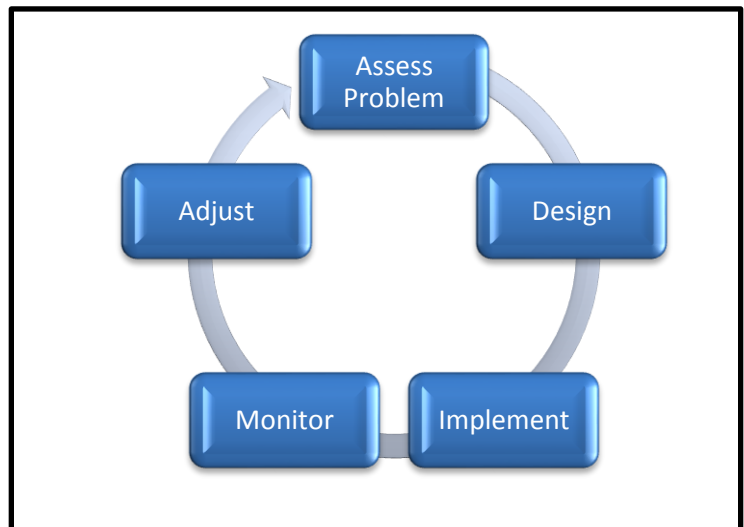 Assess
Problem
Design
Implement
Monitor
Adjust